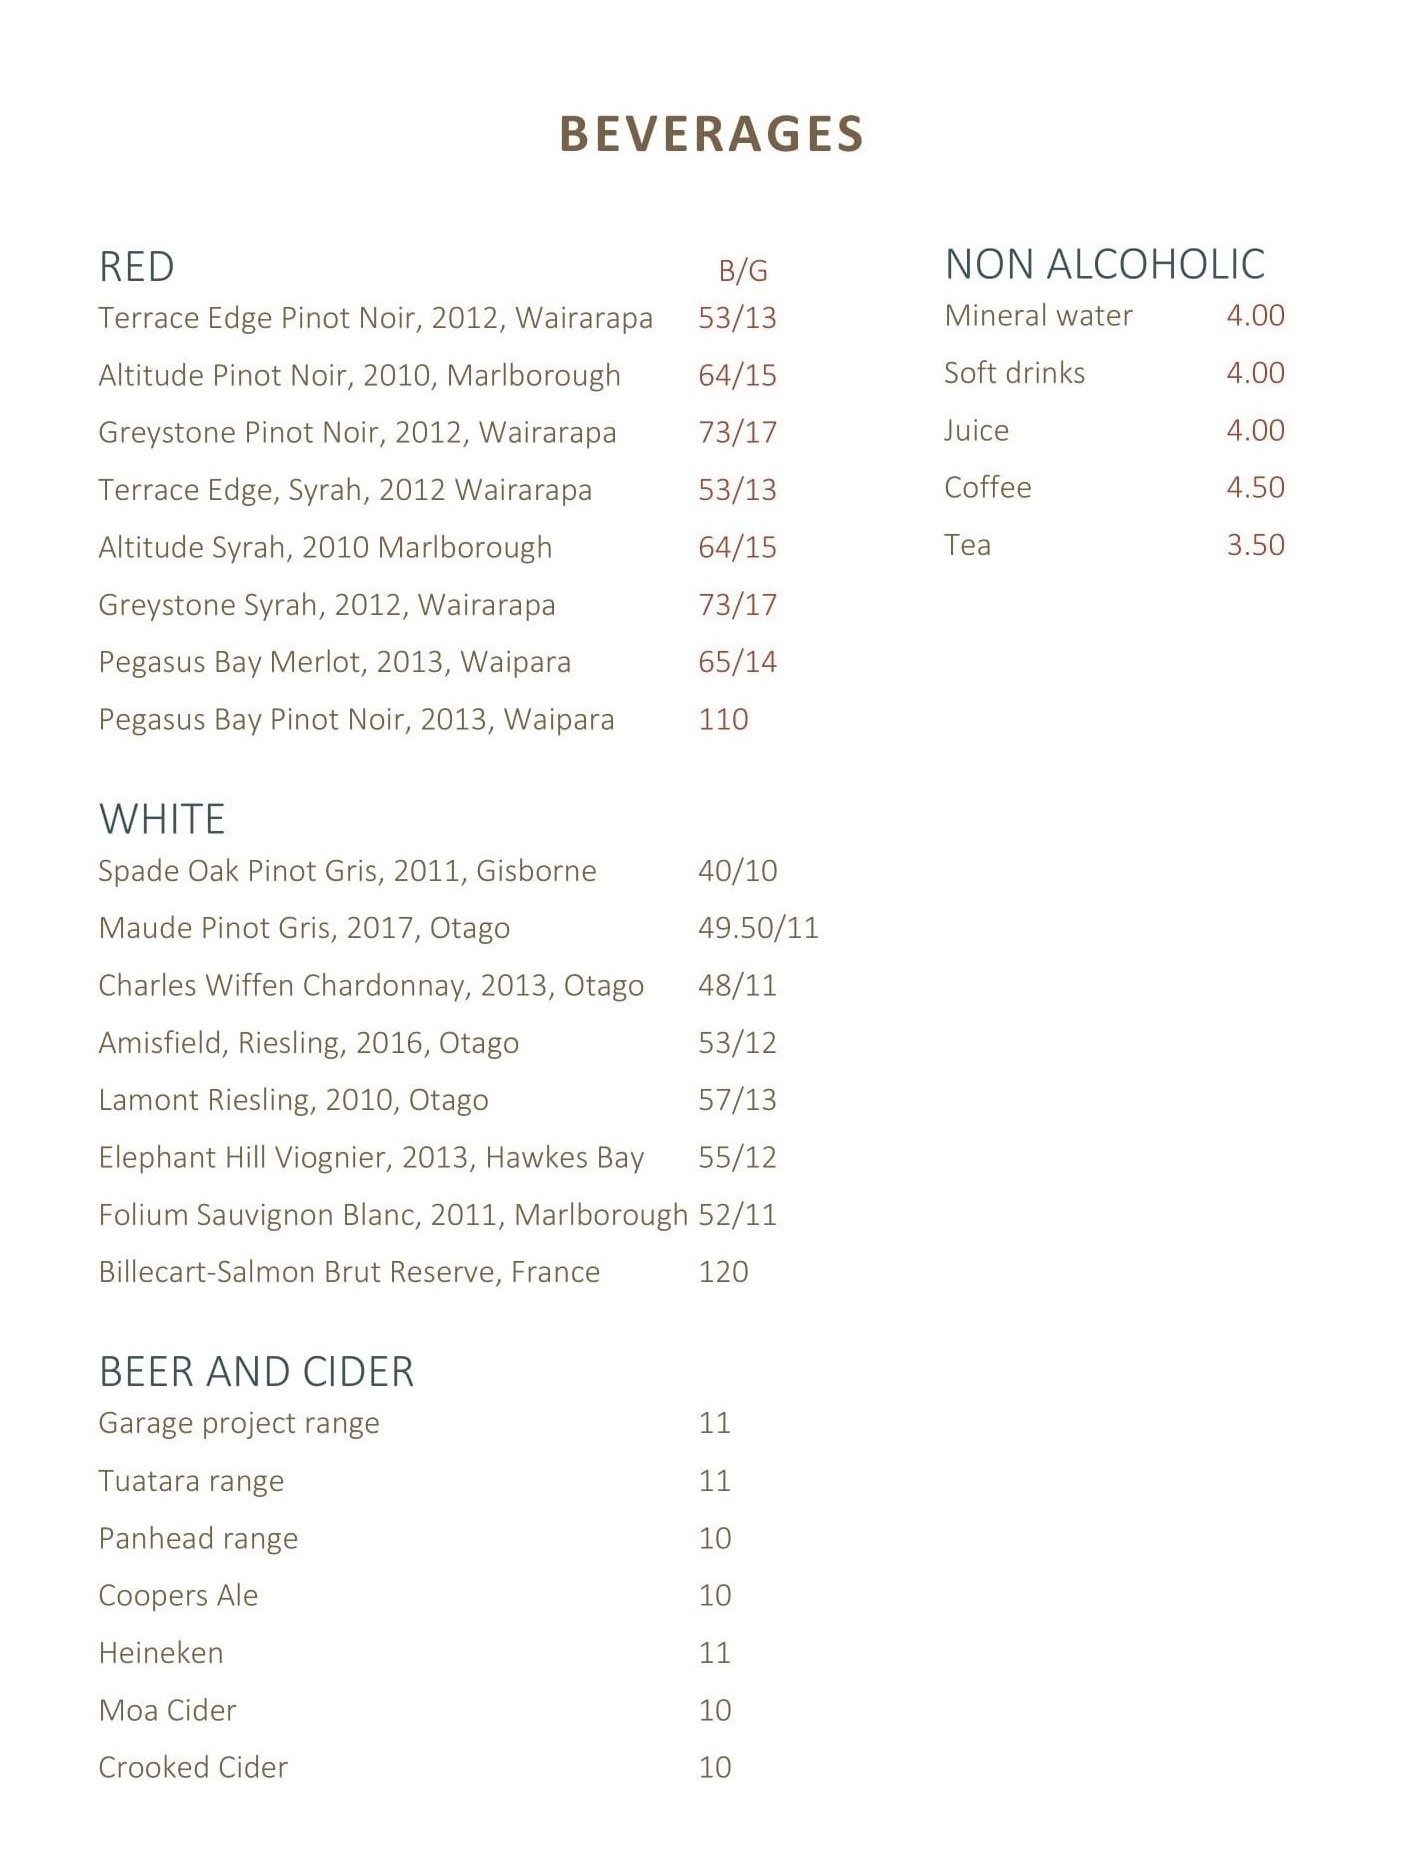 BEVERAGES
RED B/G
Terrace Edge Pinot Noir, 2012, Wairarapa 53/13
Altitude Pinot Noir, 2010, Marlborough 64/15
Greystone Pinot Noir, 2012, Wairarapa 73/17
Terrace Edge, Syrah, 2012 Wairarapa 53/13
Altitude Syrah, 2010 Marlborough 64/15
Greystone Syrah, 2012, Wairarapa 73/17
Pegasus Bay Merlot, 2013, Waipara 65/14
Pegasus Bay Pinot Noir, 2013, Waipara 110
WHITE
Spade Oak Pinot Gris, 2011, Gisborne 40/10
Maude Pinot Gris, 2017, Otago 49.50/11
Charles Wiffen Chardonnay, 2013, Otago 48/11
Amisfield, Riesling, 2016, Otago 53/12
Lamont Riesling, 2010, Otago 57/13
Elephant Hill Viognier, 2013, Hawkes Bay 55/12
Folium Sauvignon Blanc, 2011, Marlborough 52/11
Billecart-Salmon Brut Reserve, France 120
BEER AND CIDER
Garage project range 11
Tuatara range 11
Panhead range 10
Coopers Ale 10
Heineken 11
Moa Cider 10
Crooked Cider 10
NON ALCOHOLIC
Mineral water 4.00
Soft drinks 4.00
Juice 4.00
Coffee 4.50
Tea 3.50